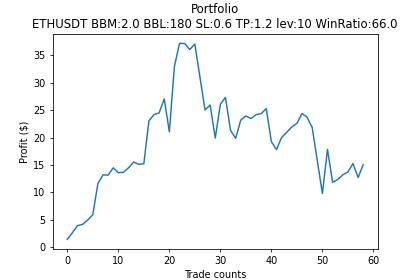 Portfolio
ETHUSDT BBM:2.0 BBL:180 SL:0.6 TP:1.2 lev:10 WinRatio:66.0
35
30
25
20
15
10
5
0
Profit ($)
0 10 20 30 40 50 60
Trade counts